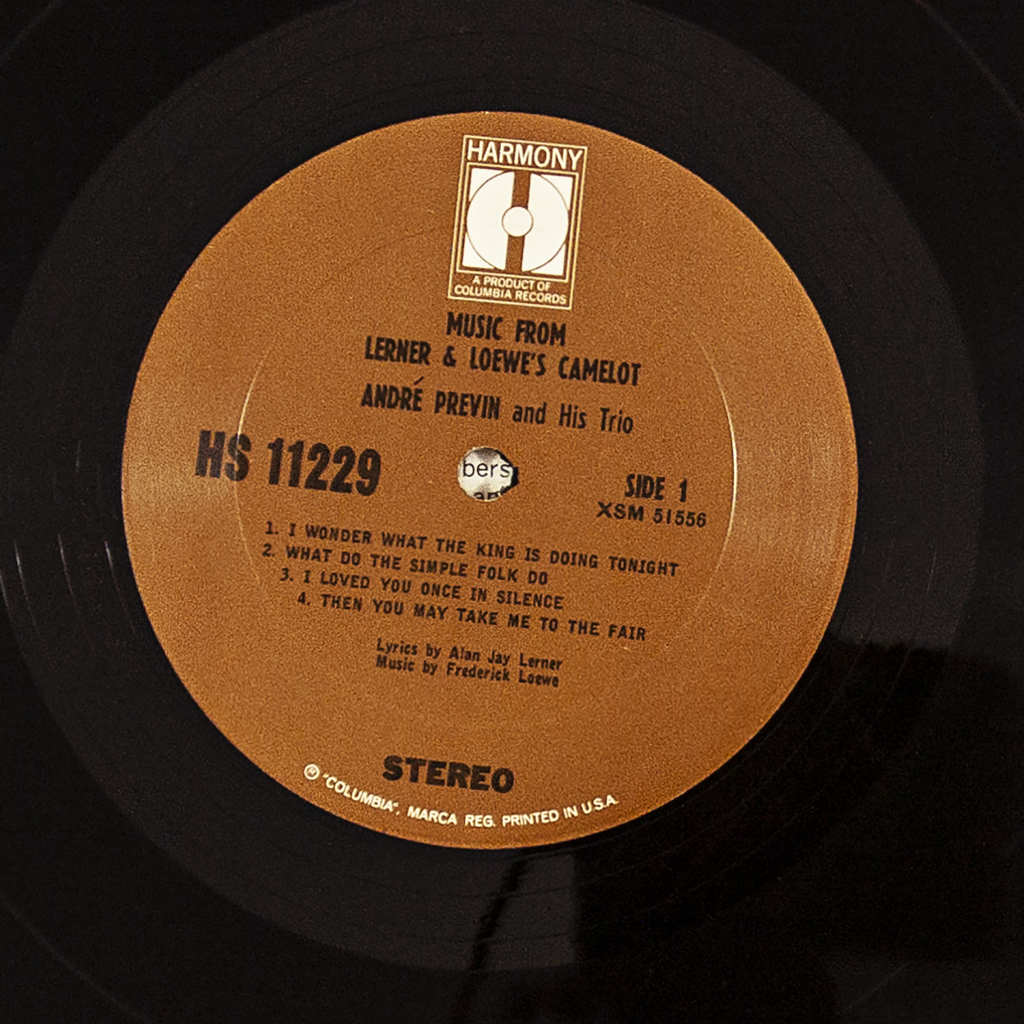 HARMONY
A PRODUCT OF
COLUMBIA RECORDS
MUSIC FROM
LERNER & LOEWE'S CAMELOT
ANDRÉ PREVIN and His Trio
HS 11229
bers
SIDE 1
XSM 51556
1. I WONDER WHAT THE KING IS DOING TONIGHT
2. WHAT DO THE SIMPLE FOLK DO
3. I LOVED YOU ONCE IN SILENCE
4. THEN YOU MAY TAKE ME TO THE FAIR
Lyrics by Alan Jay Lerner
Music by Frederick Loewe
STEREO
® "COLUMBIA", MARCA REG. PRINTED IN U.S.A.